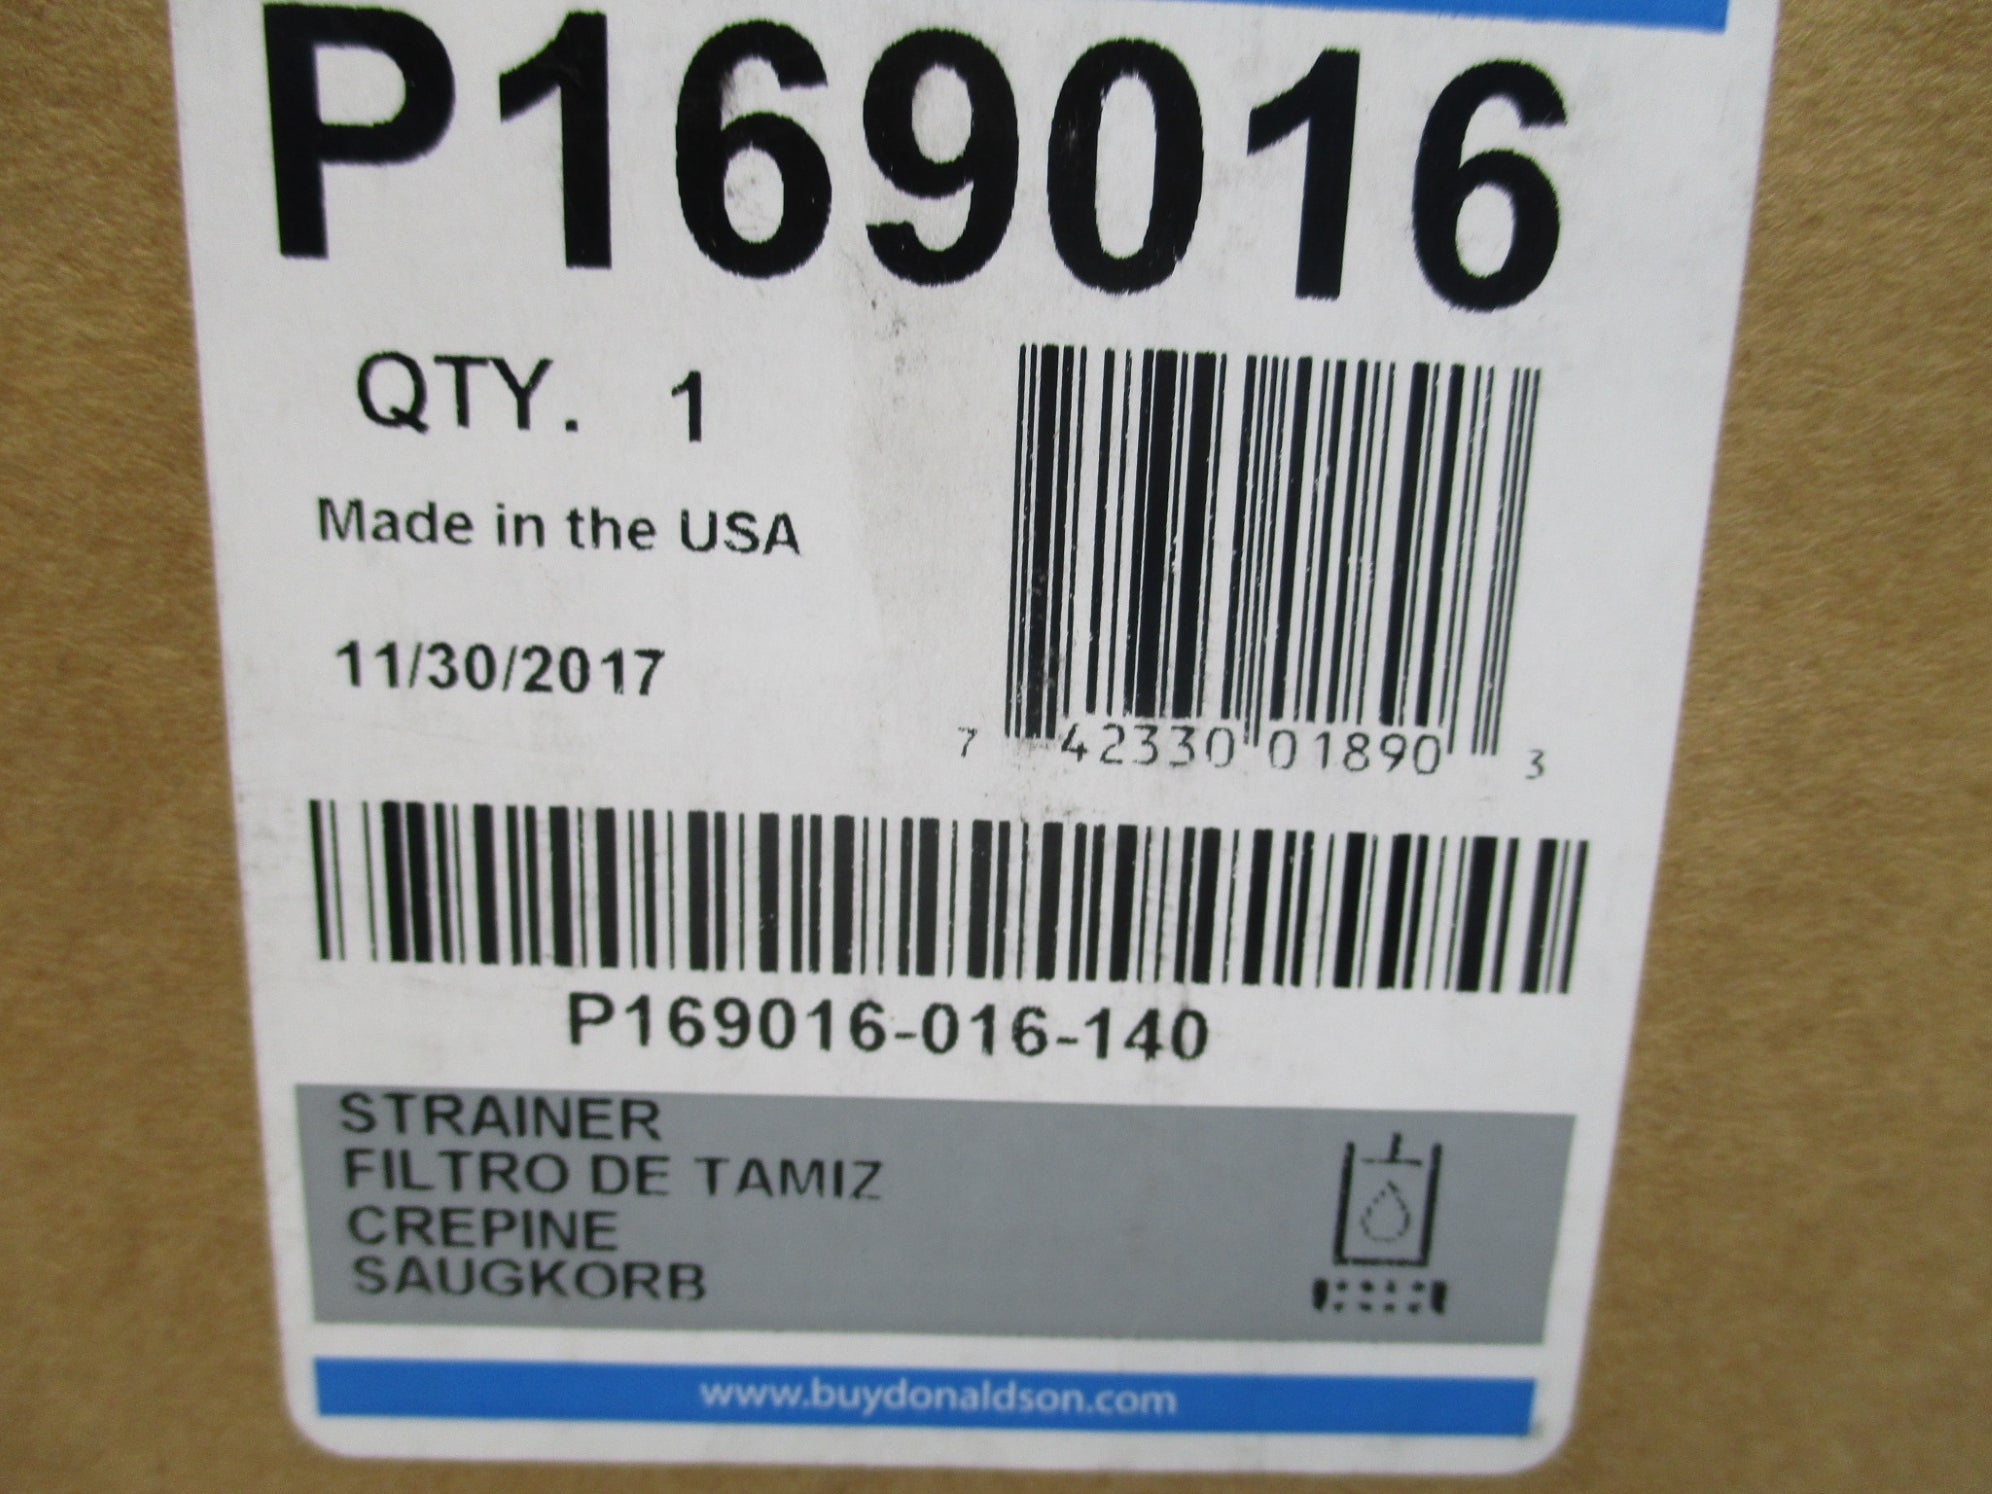 P169016
QTY. 1
Made in the USA
11/30/2017
7 42330 01890 3
P169016-016-140
STRAINER
FILTRO DE TAMIZ
CREPINE
SAUGKORB
www.buydonaldson.com